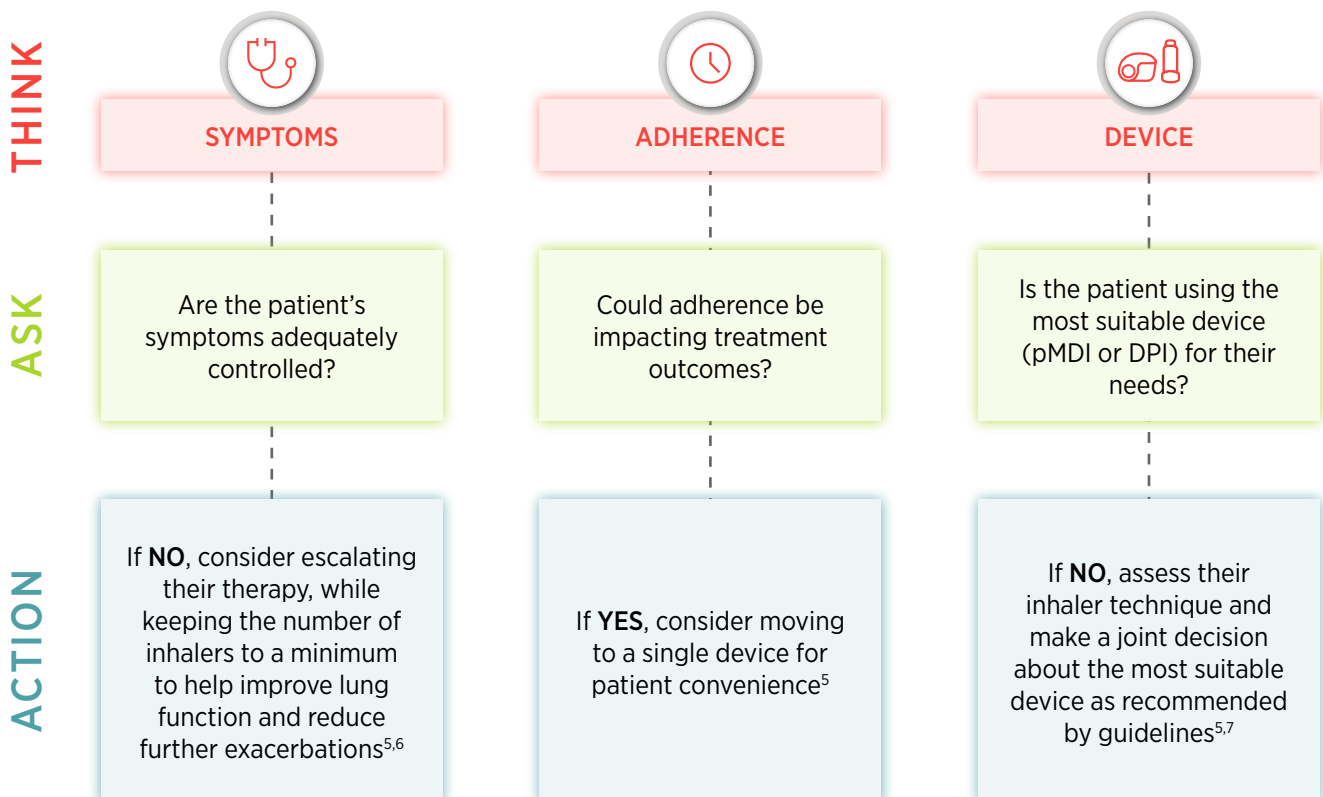 THINK
SYMPTOMS
ADHERENCE
DEVICE
ASK
Are the patient's
symptoms adequately
controlled?
Could adherence be
impacting treatment
outcomes?
Is the patient using the
most suitable device
(pMDI or DPI) for their
needs?
ACTION
If NO, consider escalating
their therapy, while
keeping the number of
inhalers to a minimum
to help improve lung
function and reduce
further exacerbations5,6
If YES, consider moving
to a single device for
patient convenience5
If NO, assess their
inhaler technique and
make a joint decision
about the most suitable
device as recommended
by guidelines5,7